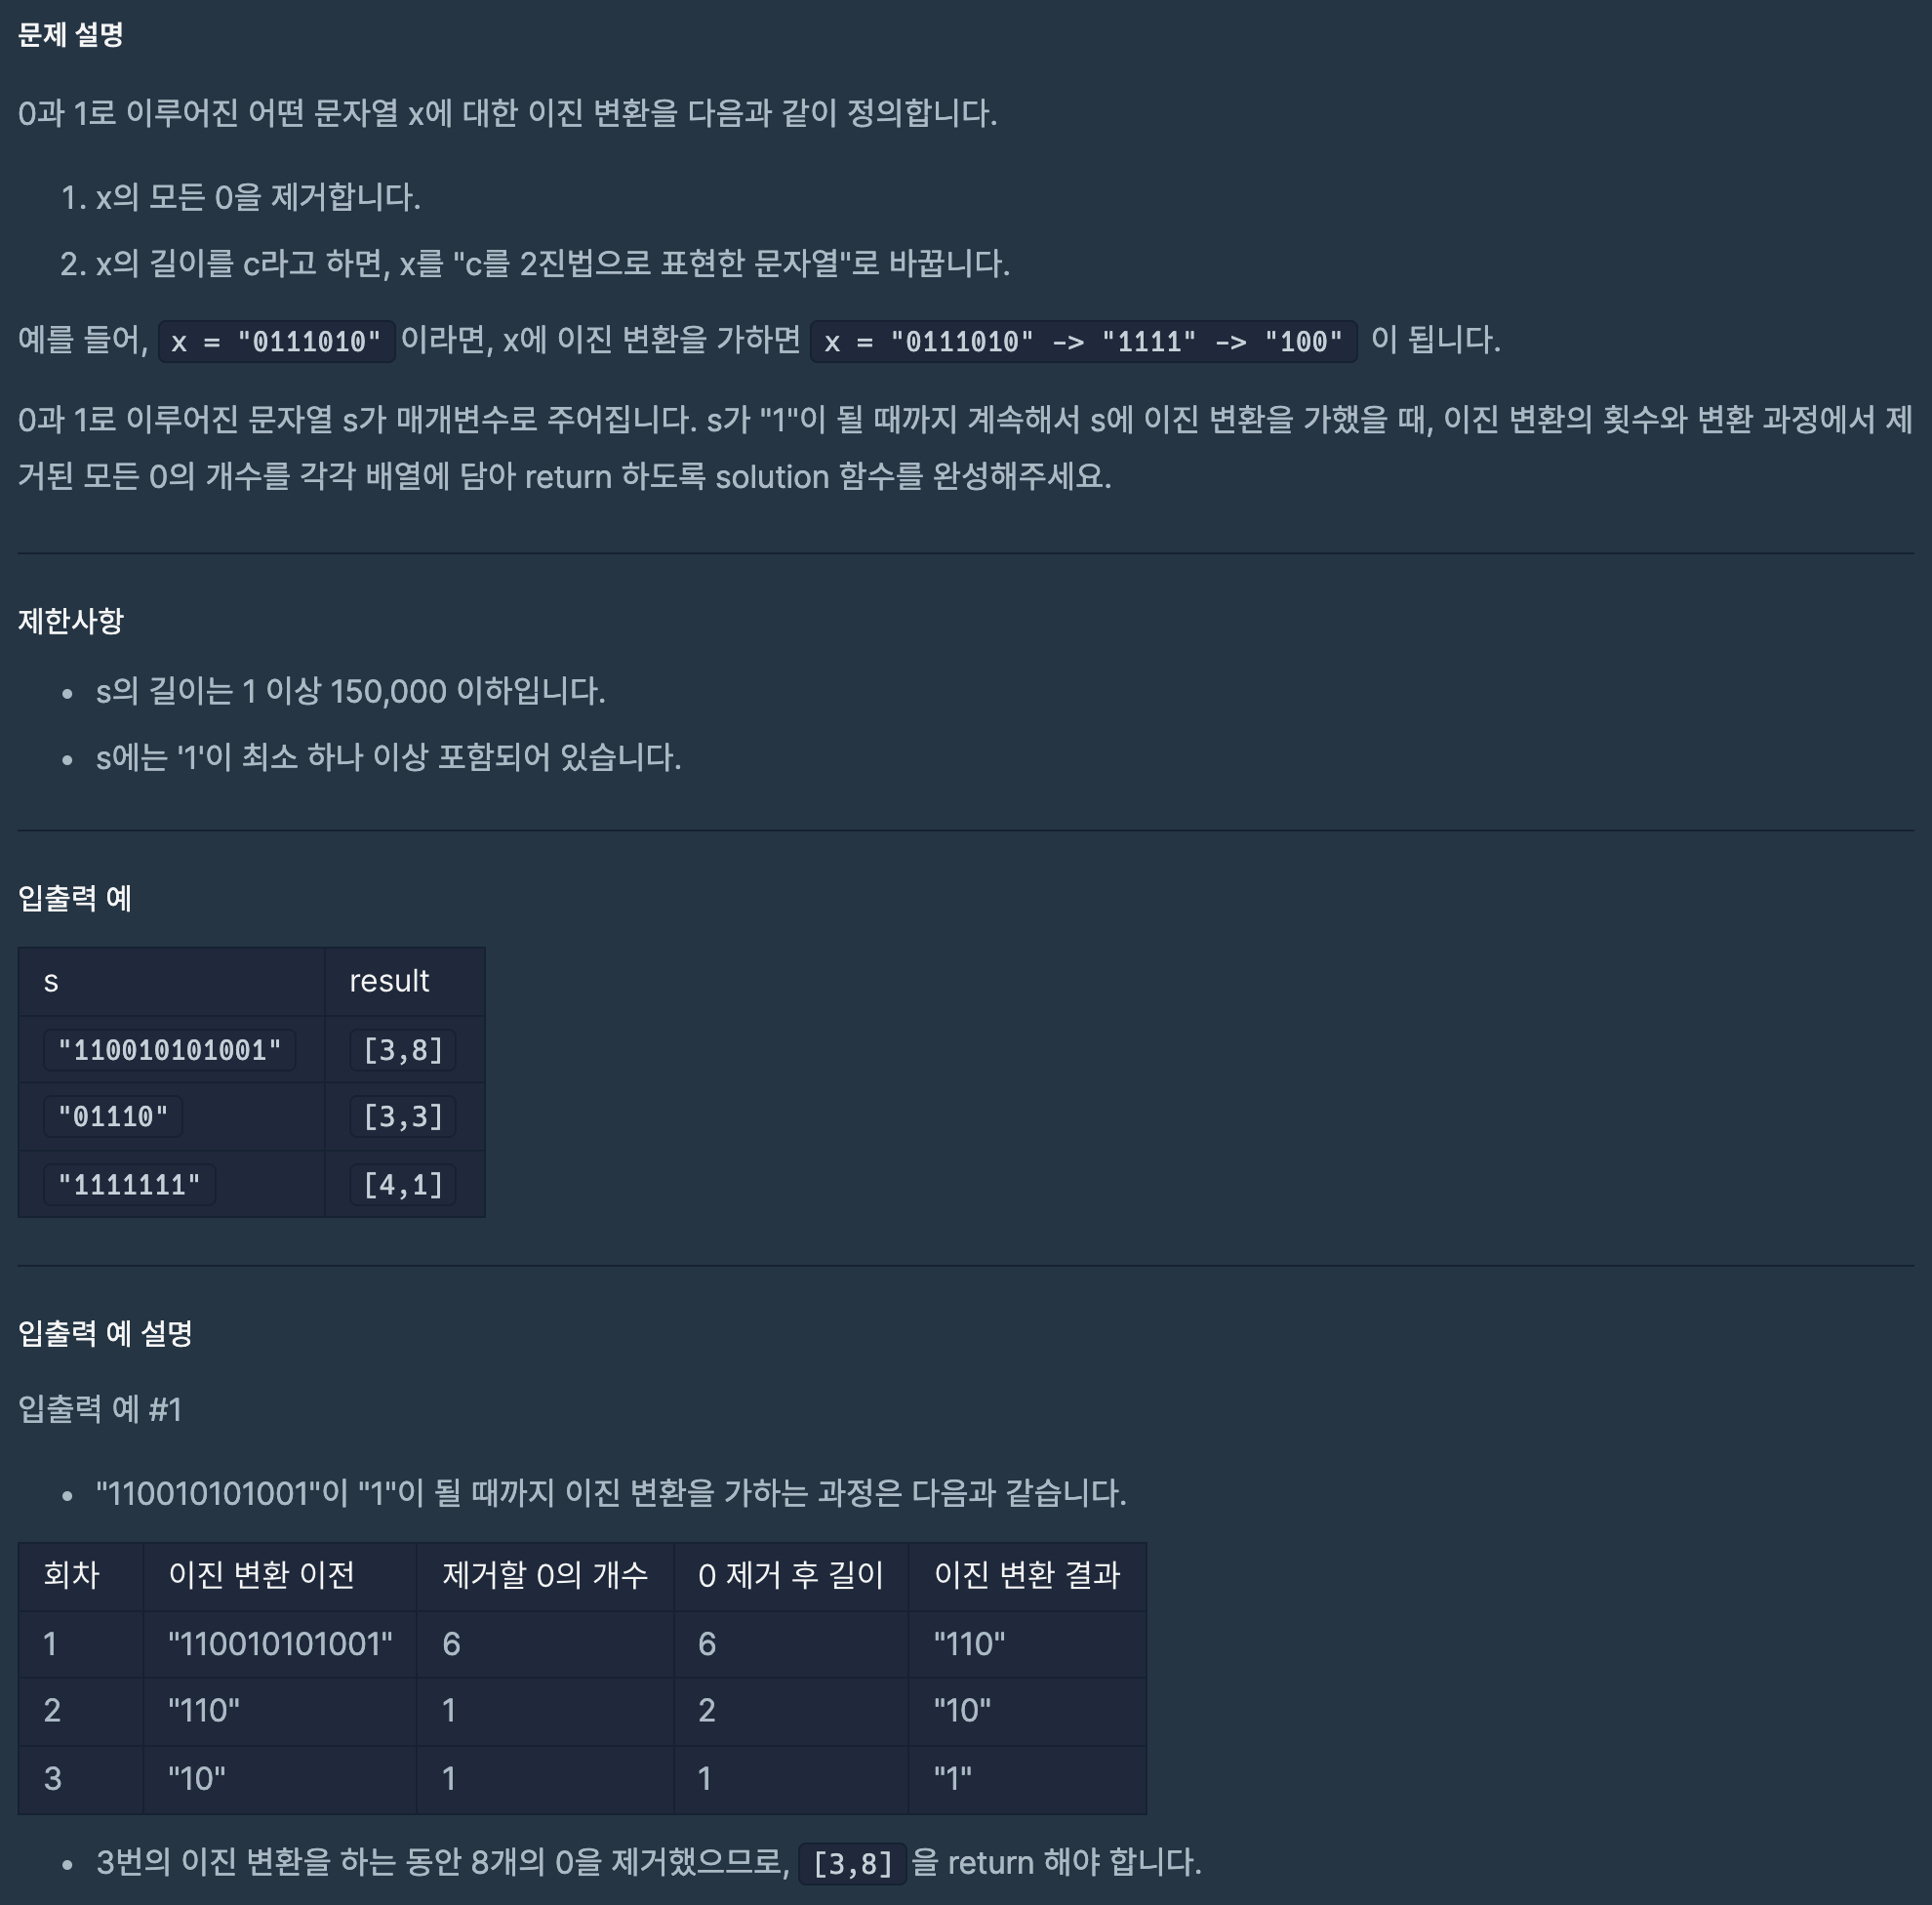 문제 설명
0과 1로 이루어진 어떤 문자열 x에 대한 이진 변환을 다음과 같이 정의합니다.
1. x의 모든 0을 제거합니다.
2. x의 길이를 c라고 하면, x를 "c를 2진법으로 표현한 문자열"로 바꿉니다.
예를 들어, x = "0111010" 이라면, x에 이진 변환을 가하면 x = "0111010" -> "1111" -> "100" 이 됩니다.
0과 1로 이루어진 문자열 s가 매개변수로 주어집니다. s가 "1"이 될 때까지 계속해서 s에 이진 변환을 가했을 때, 이진 변환의 횟수와 변환 과정에서 제
거된 모든 0의 개수를 각각 배열에 담아 return 하도록 solution 함수를 완성해주세요.
제한사항
• s의 길이는 1 이상 150,000 이하입니다.
• s에는 '1'이 최소 하나 이상 포함되어 있습니다.
입출력 예
s result
"110010101001" [3,8]
"01110" [3,3]
"1111111" [4,1]
입출력 예 설명
입출력 예 #1
• "110010101001"이 "1"이 될 때까지 이진 변환을 가하는 과정은 다음과 같습니다.
회차 이진 변환 이전 제거할 0의 개수 0 제거 후 길이 이진 변환 결과
1 "110010101001" 6 6 "110"
2 "110" 1 2 "10"
3 "10" 1 1 "1"
• 3번의 이진 변환을 하는 동안 8개의 0을 제거했으므로, [3,8] 을 return 해야 합니다.